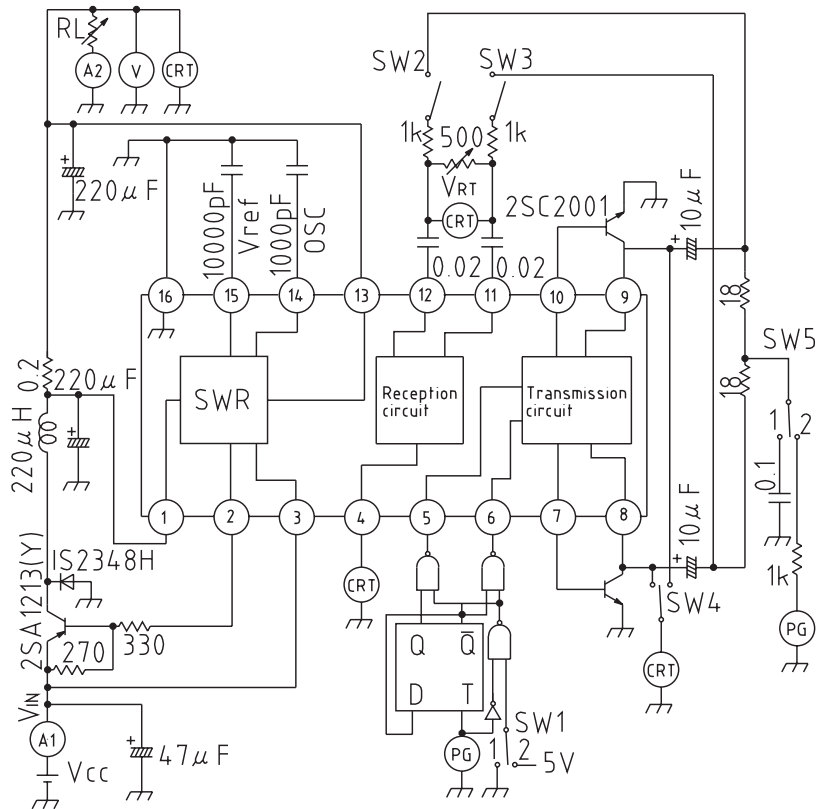 RL
A2
V
CRT
SW2
SW3
1k
500
1k
VRT
CRT
2SC2001
10μF
220μF
10000pF
Vref
1000pF
OSC
0.02
0.02
16
15
14
13
12
11
10
9
18
SW5
0.2
220μF
220μH
SWR
Reception
circuit
Transmission
circuit
18
1
2
0.1
1
2
3
4
5
6
7
8
10μF
1k
IS2348H
2SA1213(Y)
CRT
SW4
330
270
Q
Q̅
D
T
PG
CRT
VIN
A1
47μF
VCC
PG
SW1
1
2
5V